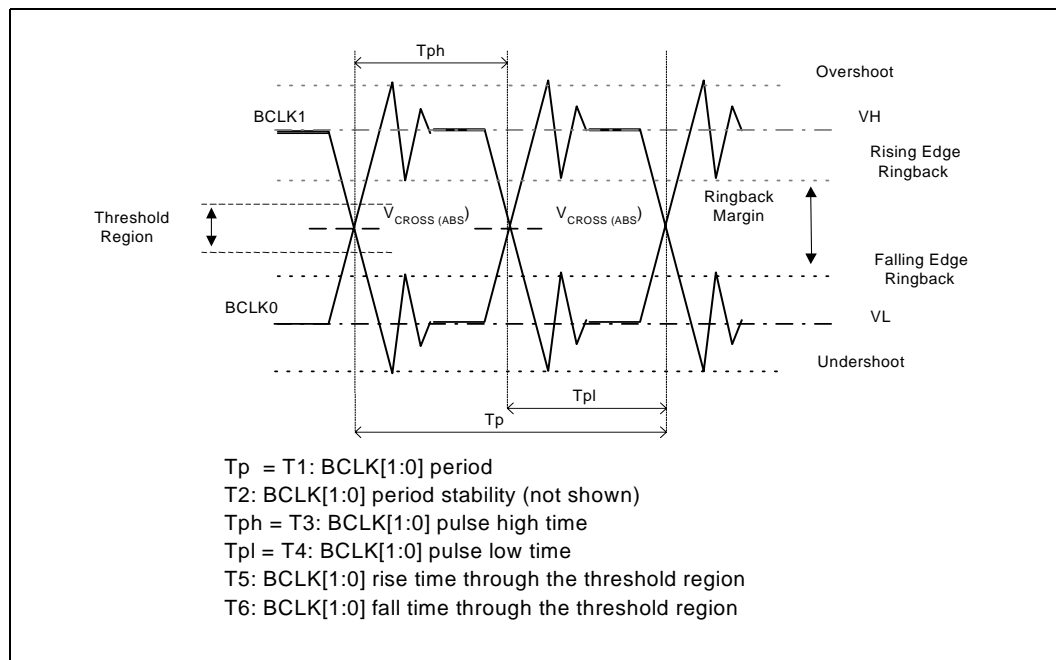 Tph
Overshoot
BCLK1
VH
Rising Edge
Ringback
Threshold
Region
VCROSS (ABS)
VCROSS (ABS)
Ringback
Margin
Falling Edge
Ringback
BCLK0
VL
Undershoot
Tpl
Tp
Tp = T1: BCLK[1:0] period
T2: BCLK[1:0] period stability (not shown)
Tph = T3: BCLK[1:0] pulse high time
Tpl = T4: BCLK[1:0] pulse low time
T5: BCLK[1:0] rise time through the threshold region
T6: BCLK[1:0] fall time through the threshold region